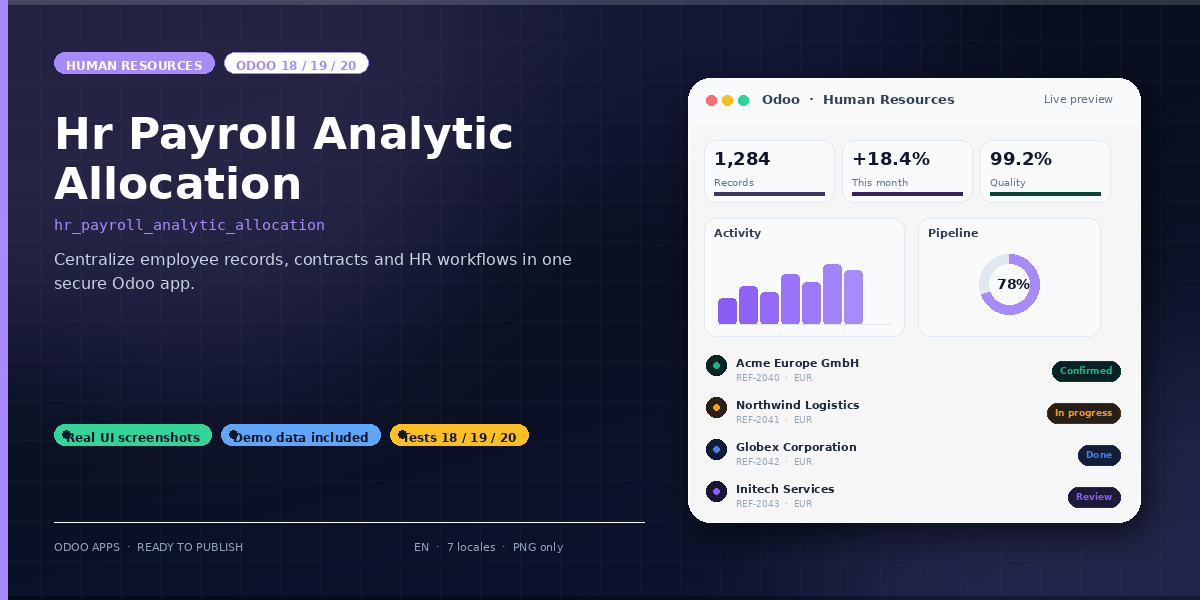 HUMAN RESOURCES
ODOO 18 / 19 / 20
Hr Payroll Analytic
Allocation
hr_payroll_analytic_allocation
Centralize employee records, contracts and HR workflows in one
secure Odoo app.
Real UI screenshots
Demo data included
Tests 18 / 19 / 20
ODOO APPS · READY TO PUBLISH
EN · 7 locales · PNG only
Odoo · Human Resources
Live preview
1,284
Records
+18.4%
This month
99.2%
Quality
Activity
Pipeline
78%
Acme Europe GmbH
REF-2040 · EUR
Confirmed
Northwind Logistics
REF-2041 · EUR
In progress
Globex Corporation
REF-2042 · EUR
Done
Initech Services
REF-2043 · EUR
Review